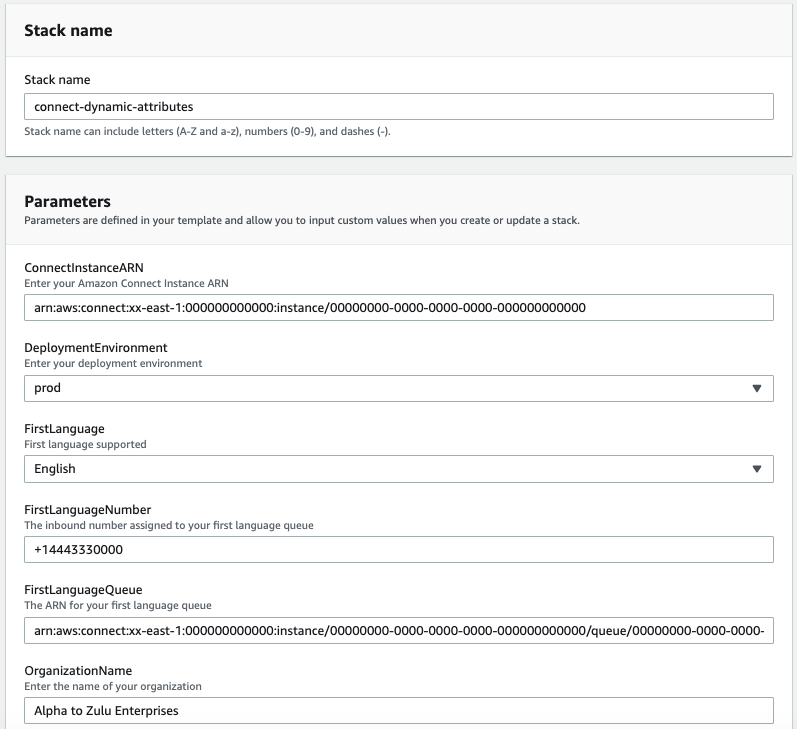 Stack name
Stack name
connect-dynamic-attributes
Stack name can include letters (A-Z and a-z), numbers (0-9), and dashes (-).
Parameters
Parameters are defined in your template and allow you to input custom values when you create or update a stack.
ConnectInstanceARN
Enter your Amazon Connect Instance ARN
arn:aws:connect:xx-east-1:000000000000:instance/00000000-0000-0000-0000-000000000000
DeploymentEnvironment
Enter your deployment environment
prod
FirstLanguage
First language supported
English
FirstLanguageNumber
The inbound number assigned to your first language queue
+14443330000
FirstLanguageQueue
The ARN for your first language queue
arn:aws:connect:xx-east-1:000000000000:instance/00000000-0000-0000-0000-000000000000/queue/00000000-0000-0000-
OrganizationName
Enter the name of your organization
Alpha to Zulu Enterprises